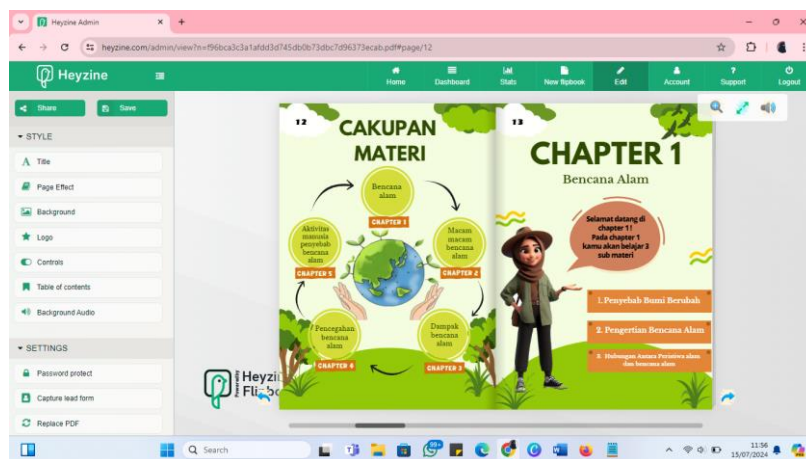 Heyzine Admin
heyzine.com/admin/view?n=f96bca3c3a1afdd3d745db0b73dbc7d96373ecab.pdf#page/12
Heyzine
Home
Dashboard
Stats
New flipbook
Edit
Account
Support
Logout
Share
Save
STYLE
Title
Page Effect
Background
Logo
Controls
Table of contents
Background Audio
SETTINGS
Password protect
Capture lead form
Replace PDF
12
CAKUPAN
MATERI
Bencana
alam
CHAPTER 1
Macam
macam
bencana
alam
CHAPTER 2
Dampak
bencana
alam
CHAPTER 3
Pencegahan
bencana
alam
CHAPTER 4
Aktivitas
manusia
penyebab
bencana
alam
CHAPTER 5
13
CHAPTER 1
Bencana Alam
Selamat datang di
chapter 1 !
Pada chapter 1
kamu akan belajar 3
sub materi
1. Penyebab Bumi Berubah
2. Pengertian Bencana Alam
3. Hubungan Antara Peristiwa alam
dan bencana alam
Heyzi
Search
99+
11:56
15/07/2024